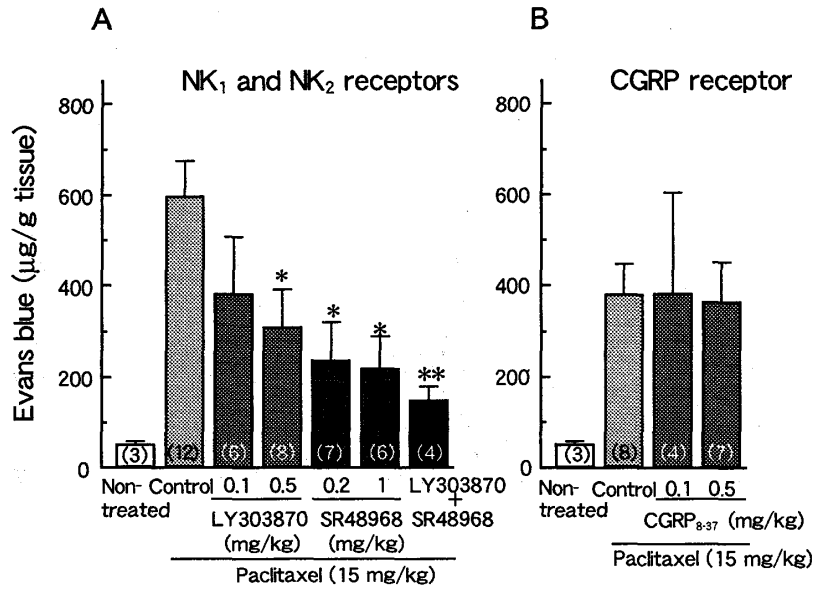 A
NK₁ and NK₂ receptors
Evans blue (μg/g tissue)
800
600
400
200
0
*
*
*
**
(3)
(12)
(6)
(8)
(7)
(6)
(4)
Non-treated
Control
0.1
0.5
0.2
1
LY303870
+
SR48968
LY303870
(mg/kg)
SR48968
(mg/kg)
Paclitaxel (15 mg/kg)
B
CGRP receptor
800
600
400
200
0
(3)
(8)
(4)
(7)
Non-
treated
Control
0.1
0.5
CGRP₈₋₃₇ (mg/kg)
Paclitaxel (15 mg/kg)